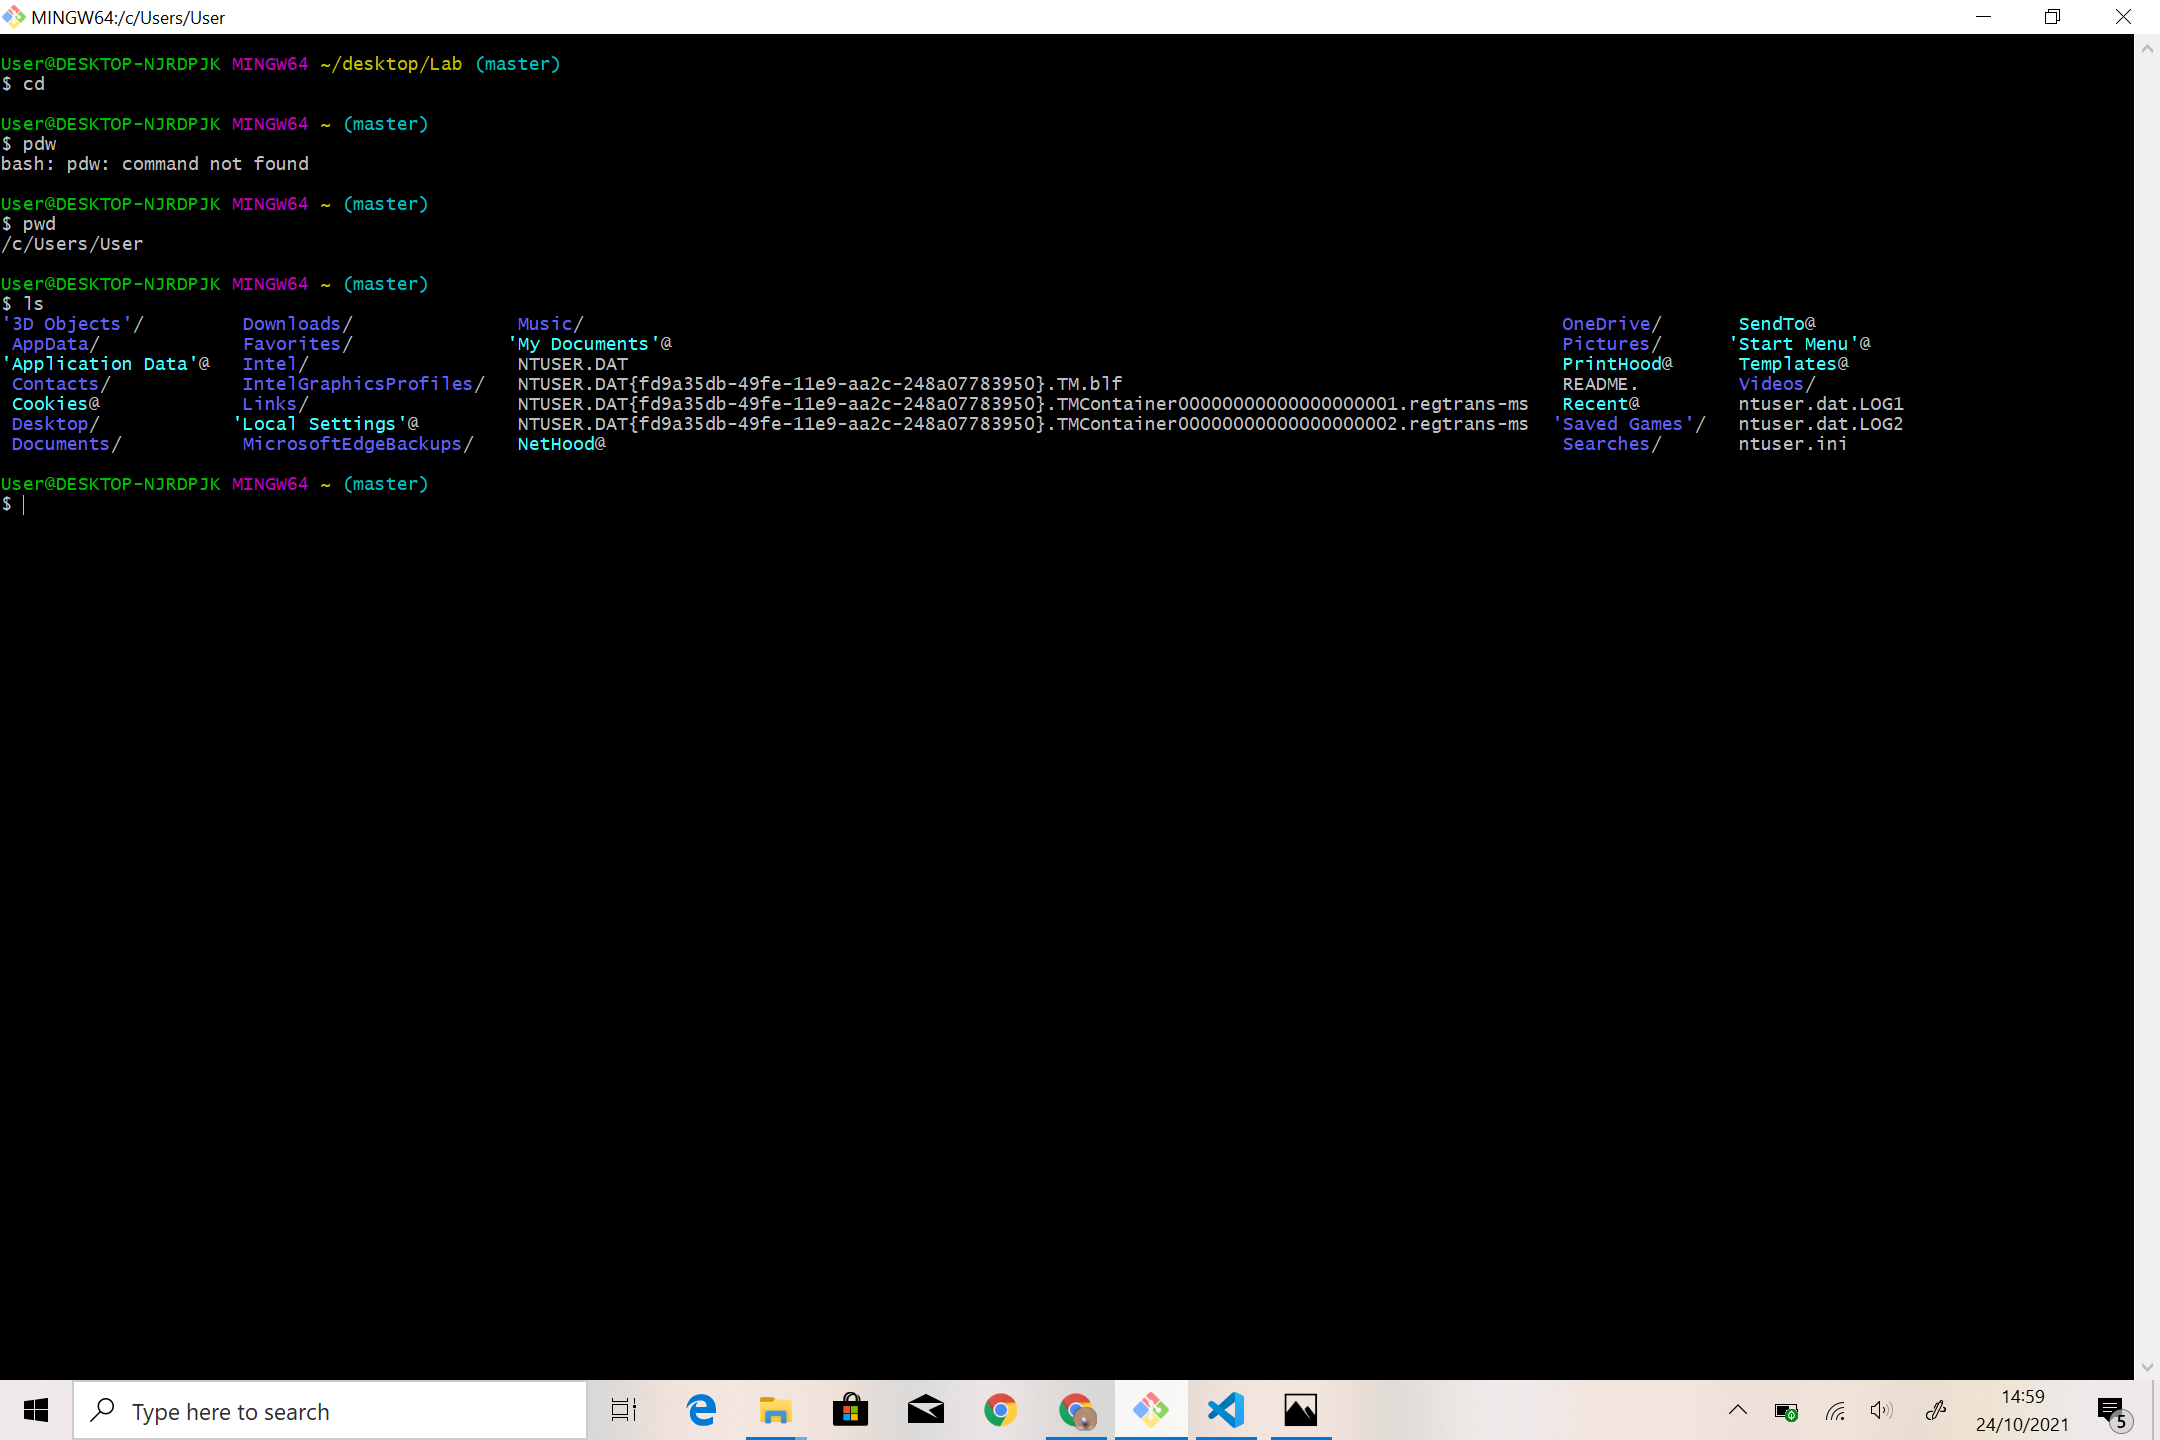 MINGW64:/c/Users/User
User@DESKTOP-NJRDPJK MINGW64 ~/desktop/Lab (master)
$ cd
User@DESKTOP-NJRDPJK MINGW64 ~ (master)
$ pdw
bash: pdw: command not found
User@DESKTOP-NJRDPJK MINGW64 ~ (master)
$ pwd
/c/Users/User
User@DESKTOP-NJRDPJK MINGW64 ~ (master)
$ ls
'3D Objects'/ Downloads/ Music/ OneDrive/ SendTo@
AppData/ Favorites/ 'My Documents'@ Pictures/ 'Start Menu'@
'Application Data'@ Intel/ NTUSER.DAT PrintHood@ Templates@
Contacts/ IntelGraphicsProfiles/ NTUSER.DAT{fd9a35db-49fe-11e9-aa2c-248a07783950}.TM.blf README. Videos/
Cookies@ Links/ NTUSER.DAT{fd9a35db-49fe-11e9-aa2c-248a07783950}.TMContainer00000000000000000001.regtrans-ms Recent@ ntuser.dat.LOG1
Desktop/ 'Local Settings'@ NTUSER.DAT{fd9a35db-49fe-11e9-aa2c-248a07783950}.TMContainer00000000000000000002.regtrans-ms 'Saved Games'/ ntuser.dat.LOG2
Documents/ MicrosoftEdgeBackups/ NetHood@ Searches/ ntuser.ini
User@DESKTOP-NJRDPJK MINGW64 ~ (master)
$
Type here to search
14:59
24/10/2021
5